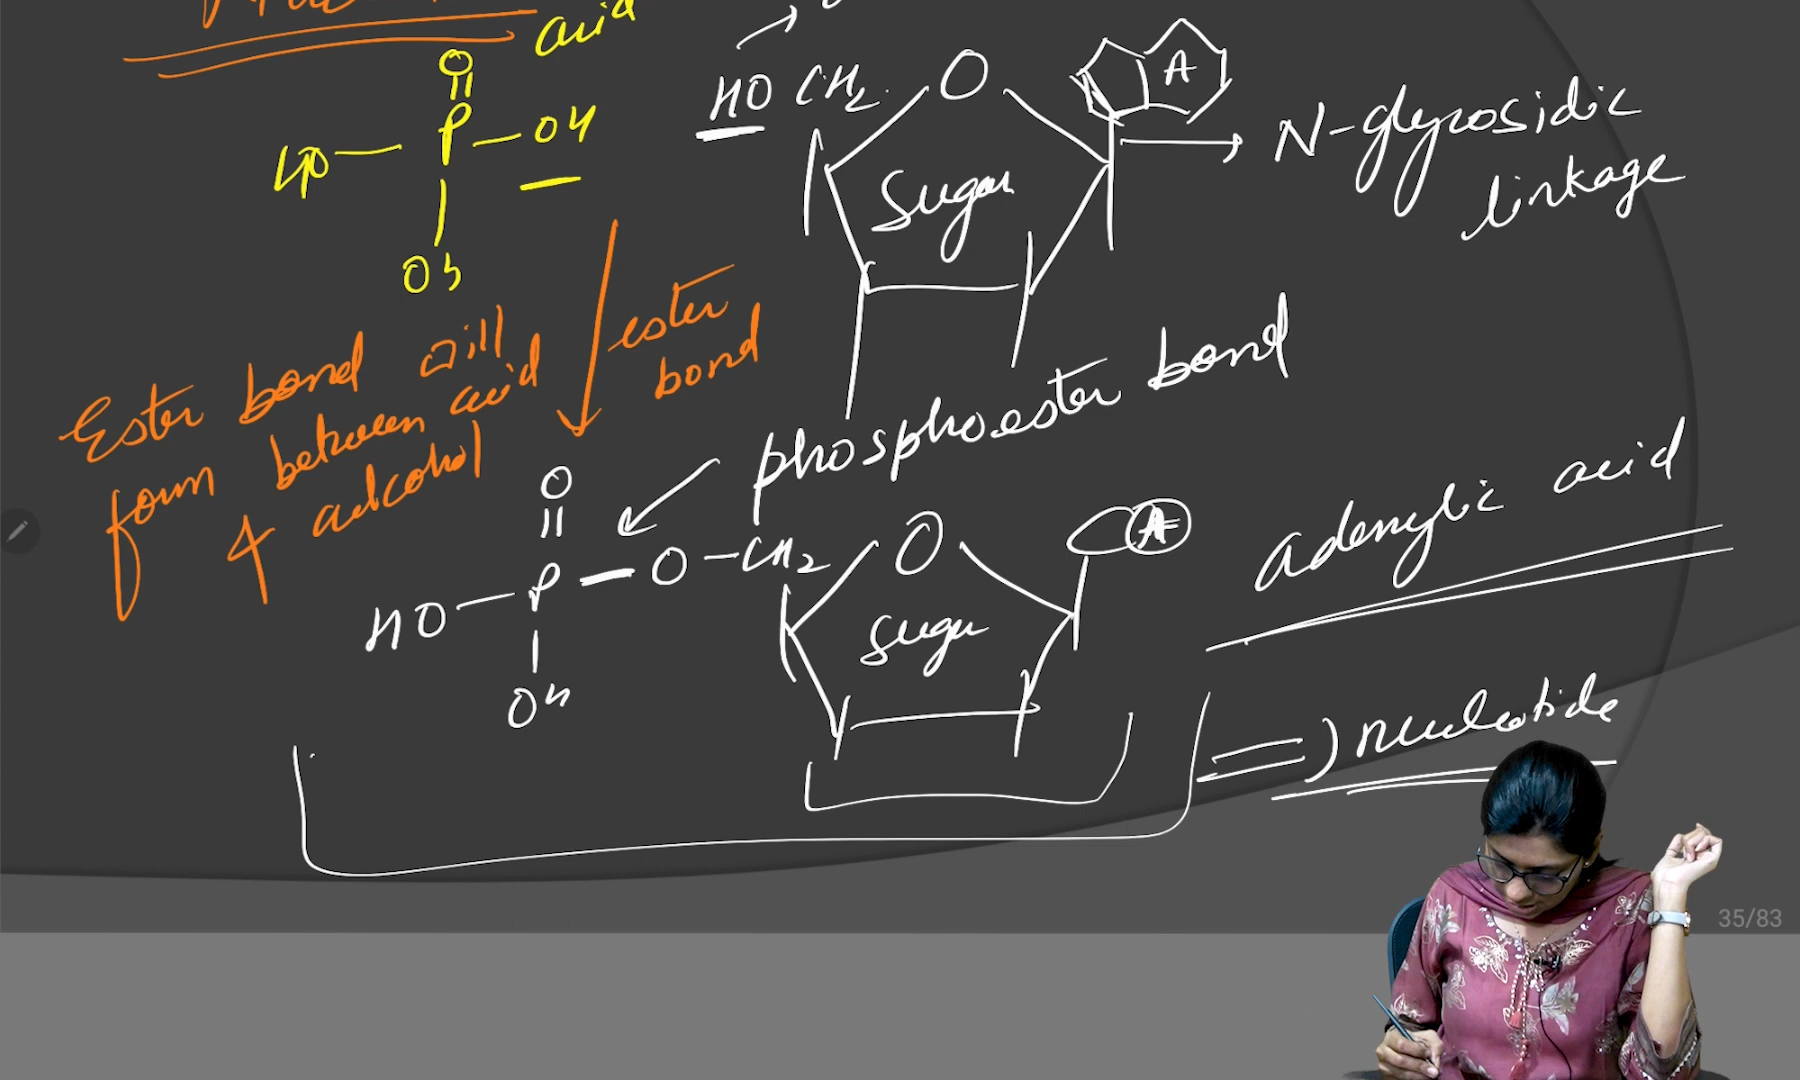 acid
O
HO CH2 O A
HO P OH
OH
Sugar
N-glycosidic
linkage
ester
bond
Ester bond will
form between acid
& adcohol
phosphoester bond
O
HO P O CH2 O A
OH
Sugar
adenylic acid
=) nucleotide
35/83